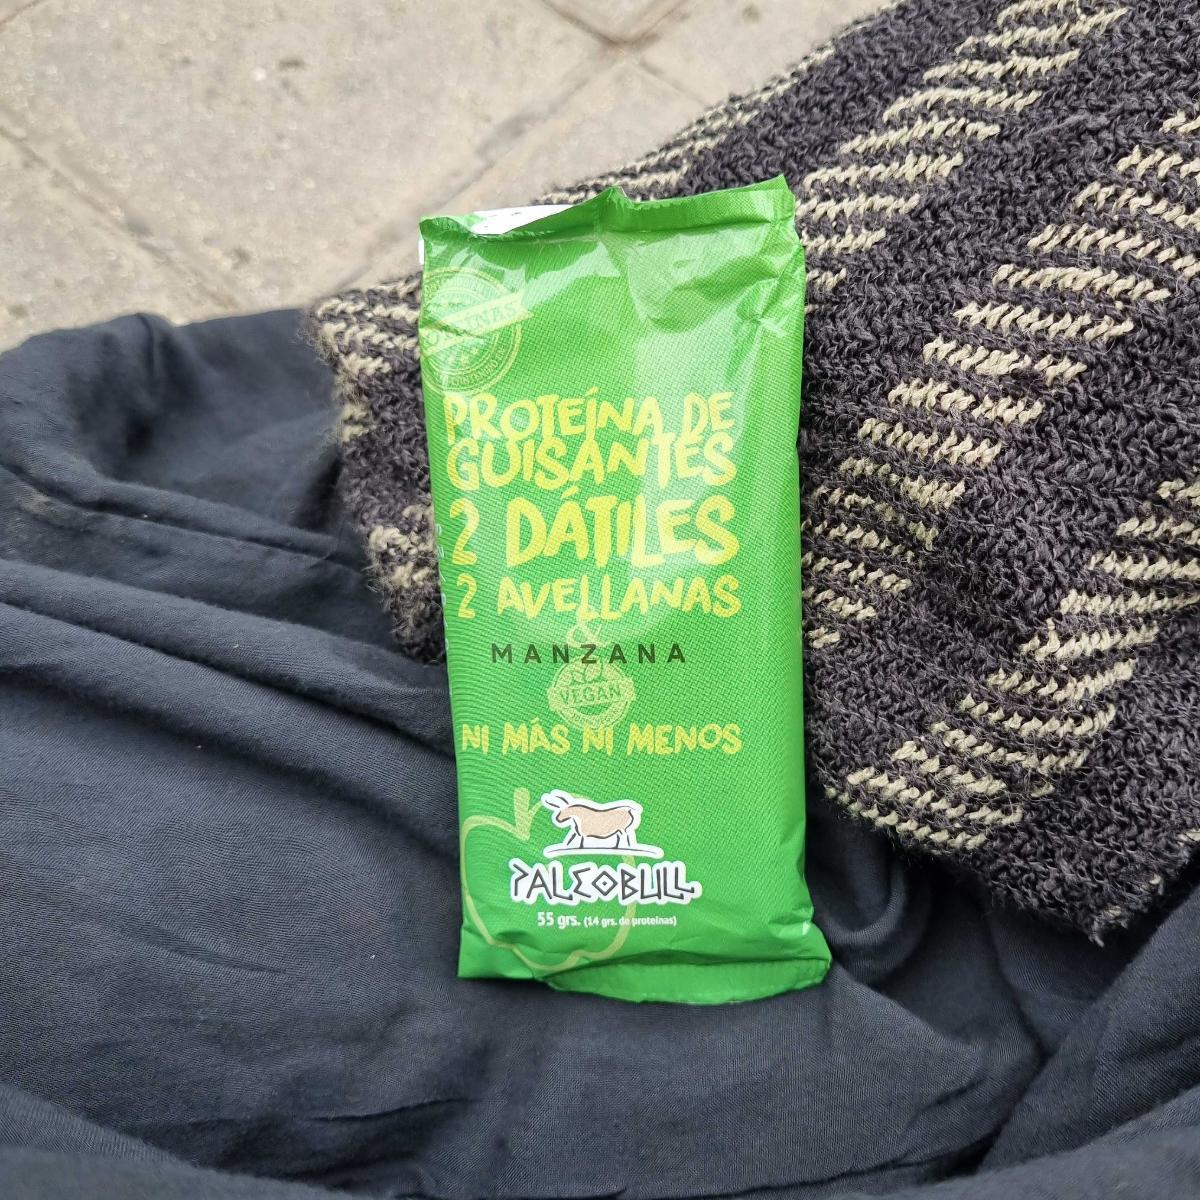 PROTEÍNA DE
GUISANTES
2 DÁTILES
2 AVELLANAS
&
MANZANA
VEGAN
NI MÁS NI MENOS
PALEOBULL
55 grs. (14 grs. de proteínas)